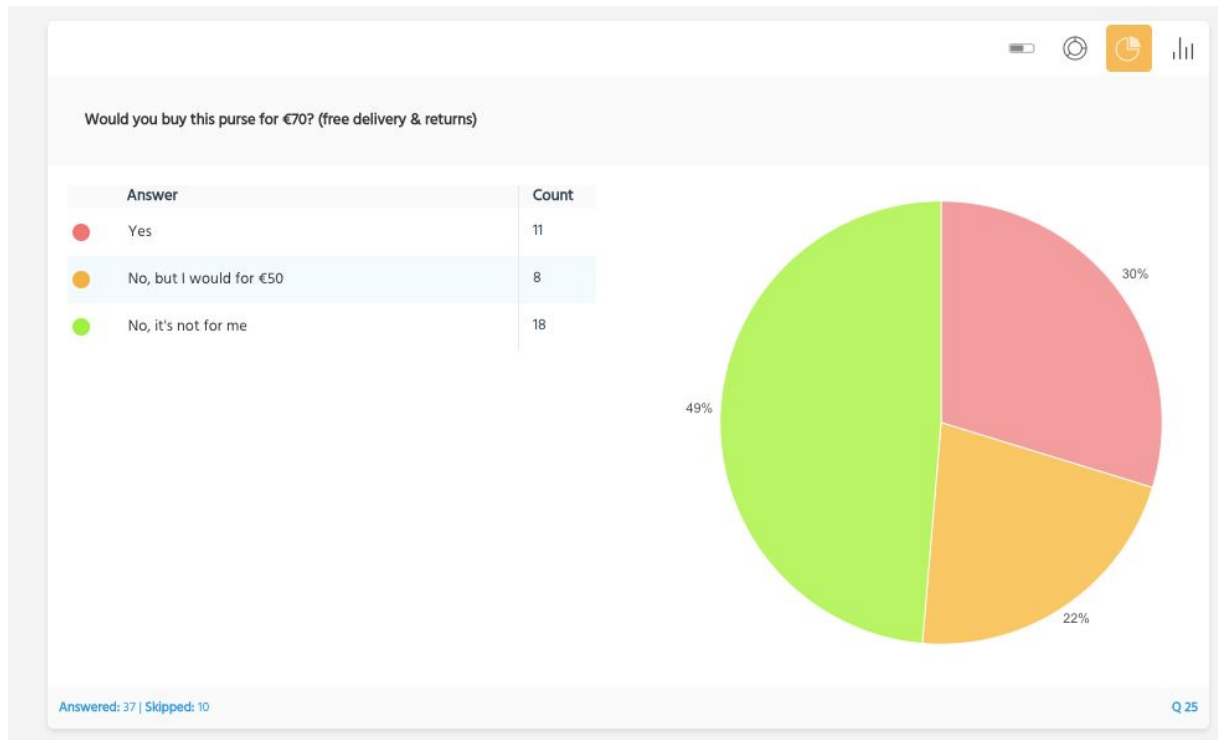 Would you buy this purse for €70? (free delivery & returns)
Answer Count
Yes 11
No, but I would for €50 8
No, it's not for me 18
30%
49%
22%
Answered: 37 | Skipped: 10
Q 25